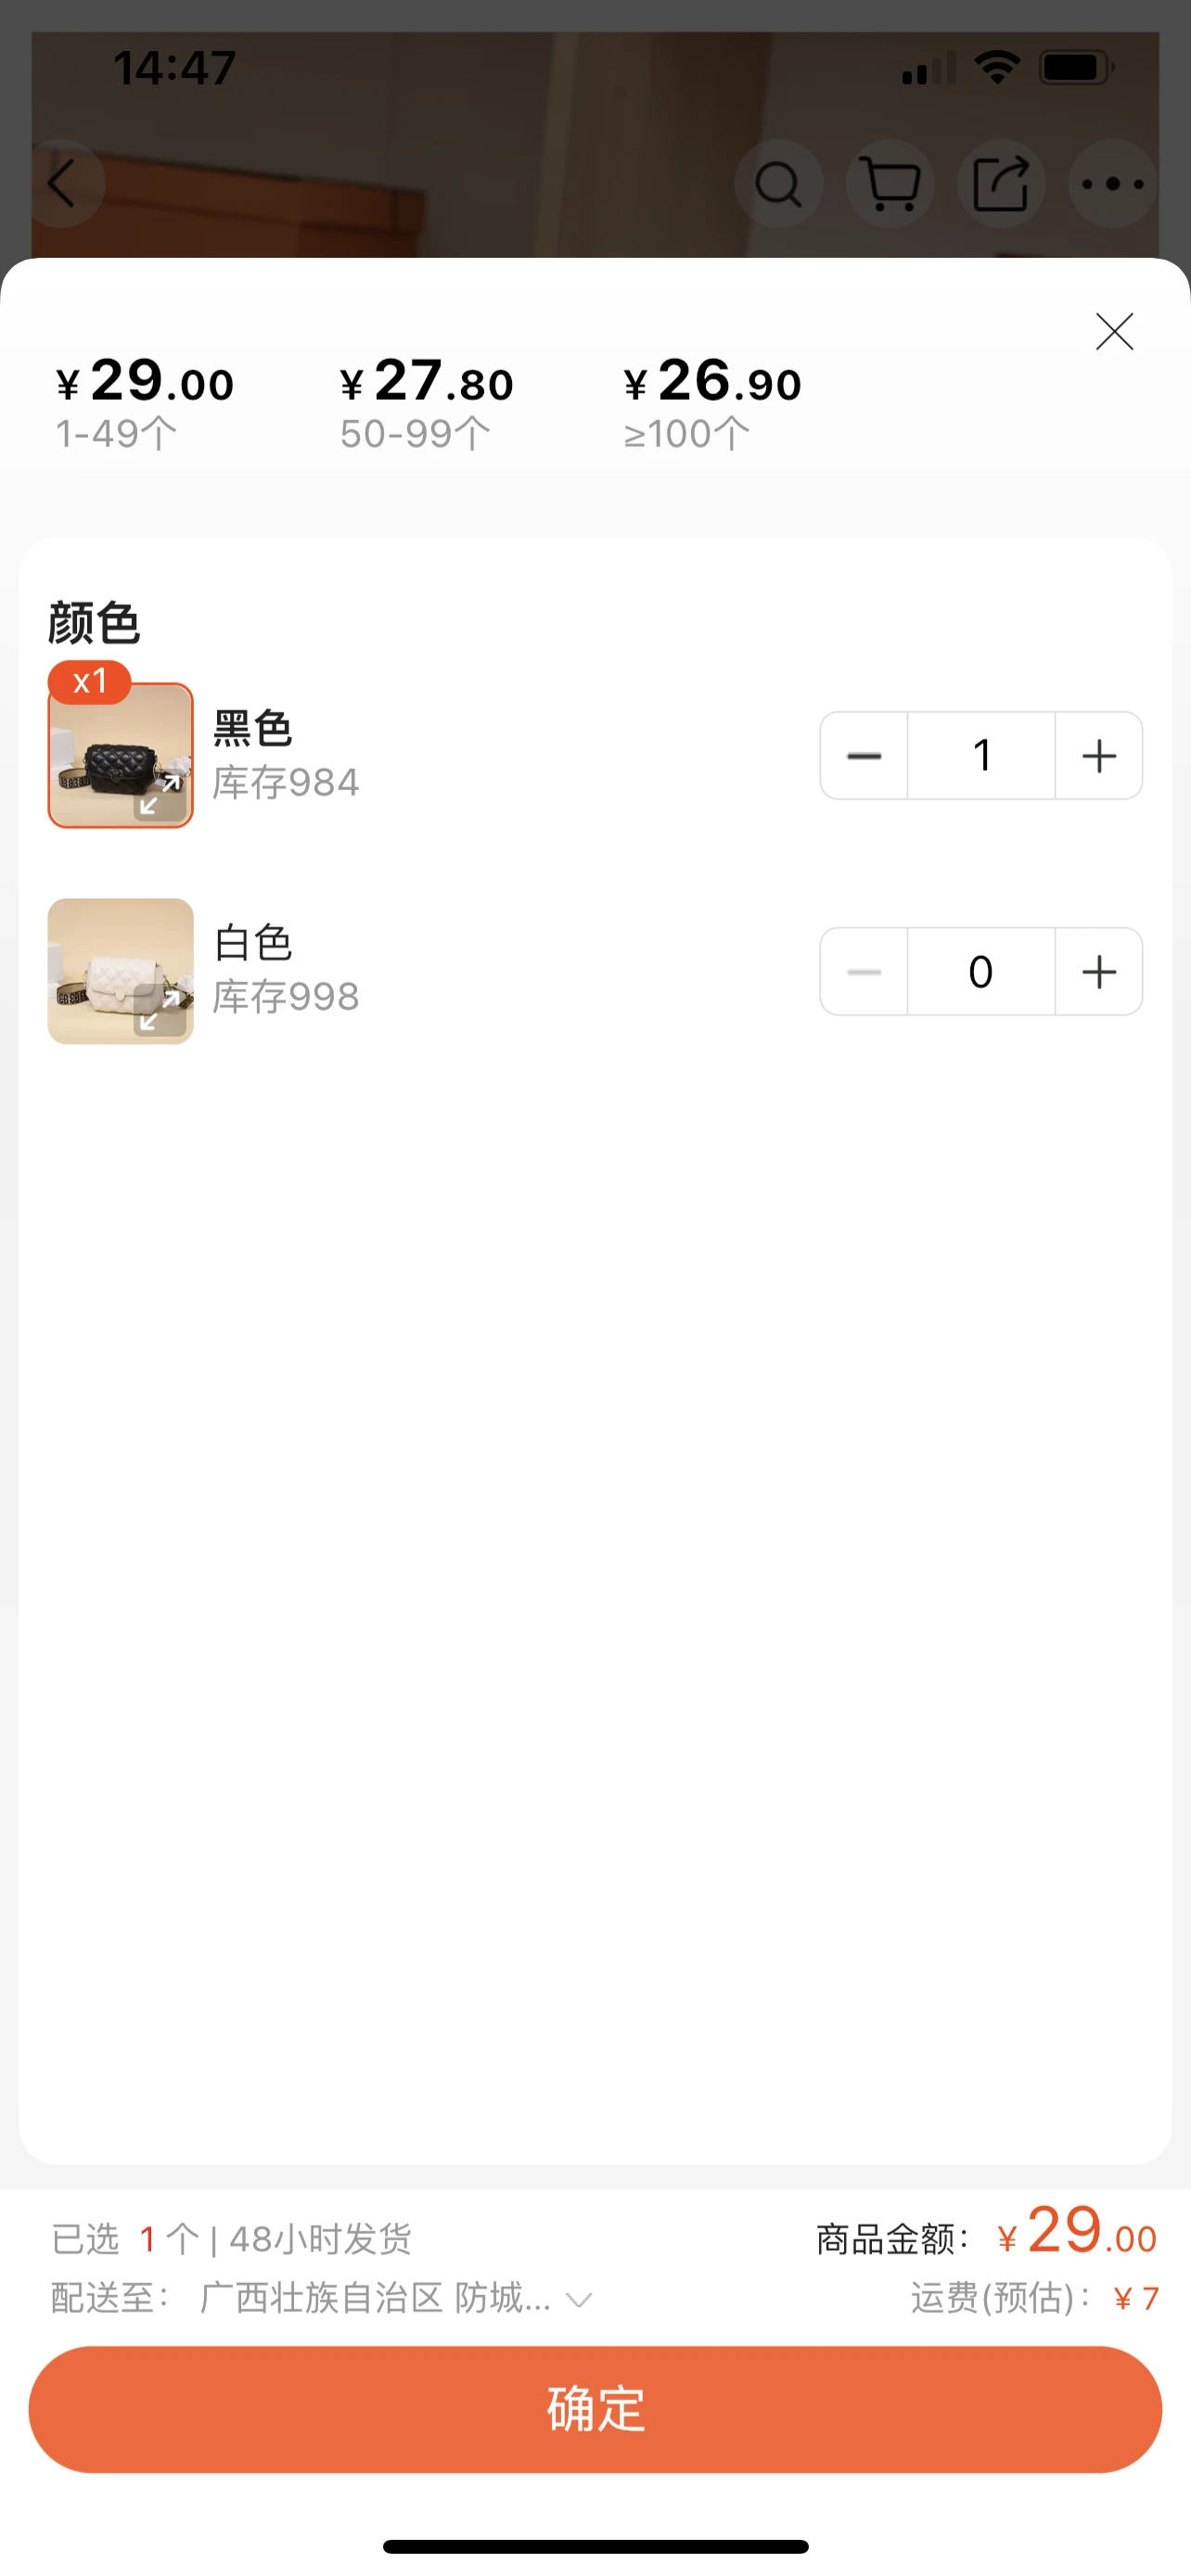 14:47
¥29.00 ¥27.80 ¥26.90
1-49个 50-99个 ≥100个
颜色
x1
黑色
库存984
1
白色
库存998
0
已选 1 个 | 48小时发货 商品金额: ¥29.00
配送至: 广西壮族自治区 防城... 运费(预估): ¥7
确定